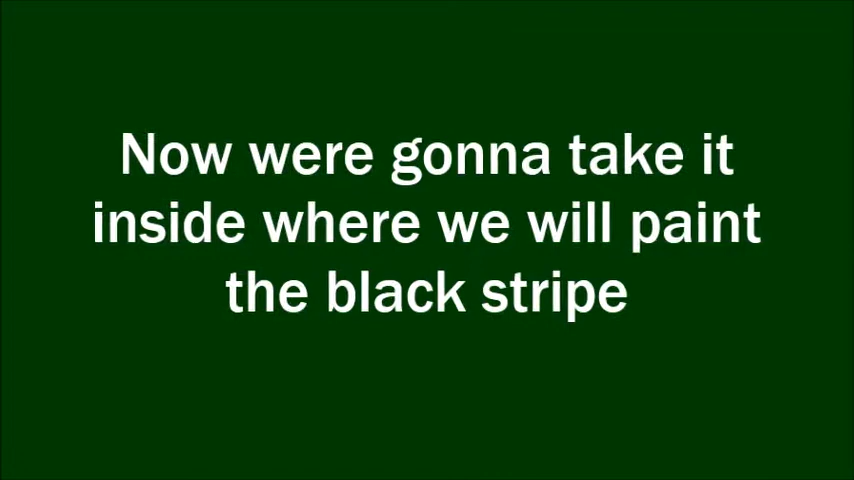 Now were gonna take it
inside where we will paint
the black stripe